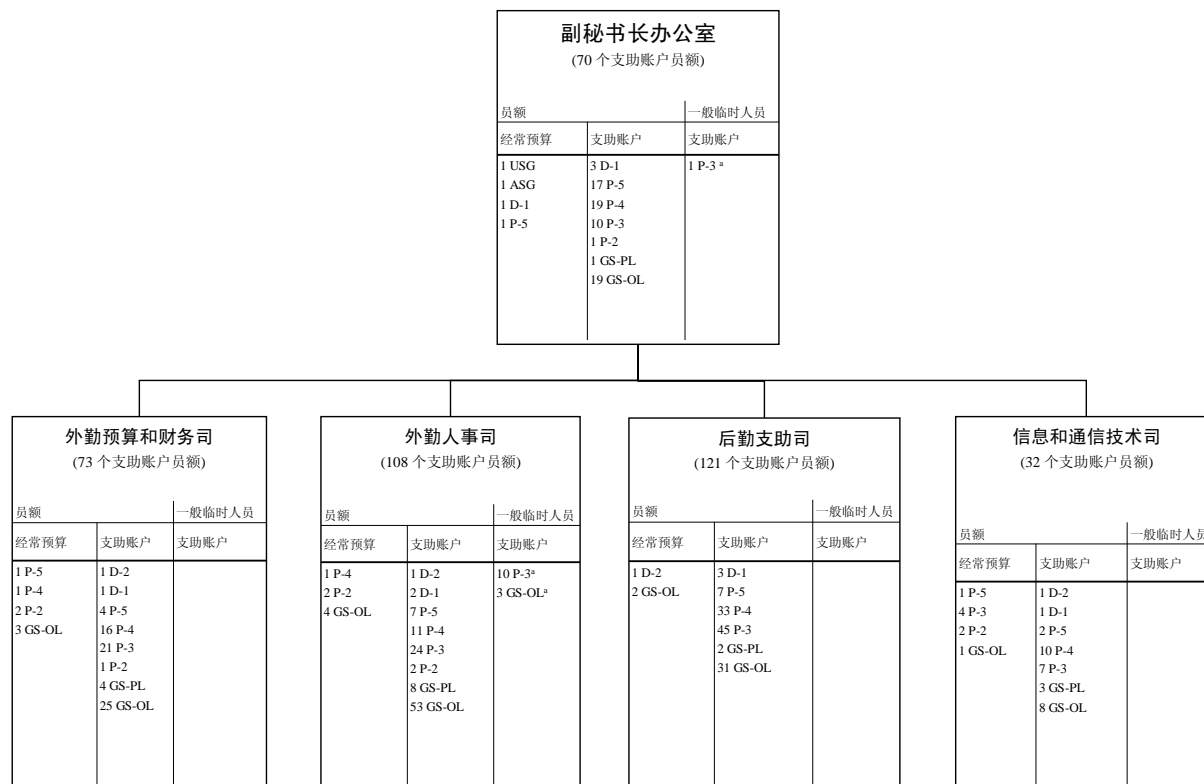 副秘书长办公室
(70 个支助账户员额)
员额 一般临时人员
经常预算 支助账户 支助账户
1 USG 3 D-1 1 P-3 ᵃ
1 ASG 17 P-5
1 D-1 19 P-4
1 P-5 10 P-3
1 P-2
1 GS-PL
19 GS-OL
外勤预算和财务司
(73 个支助账户员额)
员额 一般临时人员
经常预算 支助账户 支助账户
1 P-5 1 D-2
1 P-4 1 D-1
2 P-2 4 P-5
3 GS-OL 16 P-4
21 P-3
1 P-2
4 GS-PL
25 GS-OL
外勤人事司
(108 个支助账户员额)
员额 一般临时人员
经常预算 支助账户 支助账户
1 P-4 1 D-2 10 P-3ᵃ
2 P-2 2 D-1 3 GS-OLᵃ
4 GS-OL 7 P-5
11 P-4
24 P-3
2 P-2
8 GS-PL
53 GS-OL
后勤支助司
(121 个支助账户员额)
员额 一般临时人员
经常预算 支助账户 支助账户
1 D-2 3 D-1
2 GS-OL 7 P-5
33 P-4
45 P-3
2 GS-PL
31 GS-OL
信息和通信技术司
(32 个支助账户员额)
员额 一般临时人员
经常预算 支助账户 支助账户
1 P-5 1 D-2
4 P-3 1 D-1
2 P-2 2 P-5
1 GS-OL 10 P-4
7 P-3
3 GS-PL
8 GS-OL